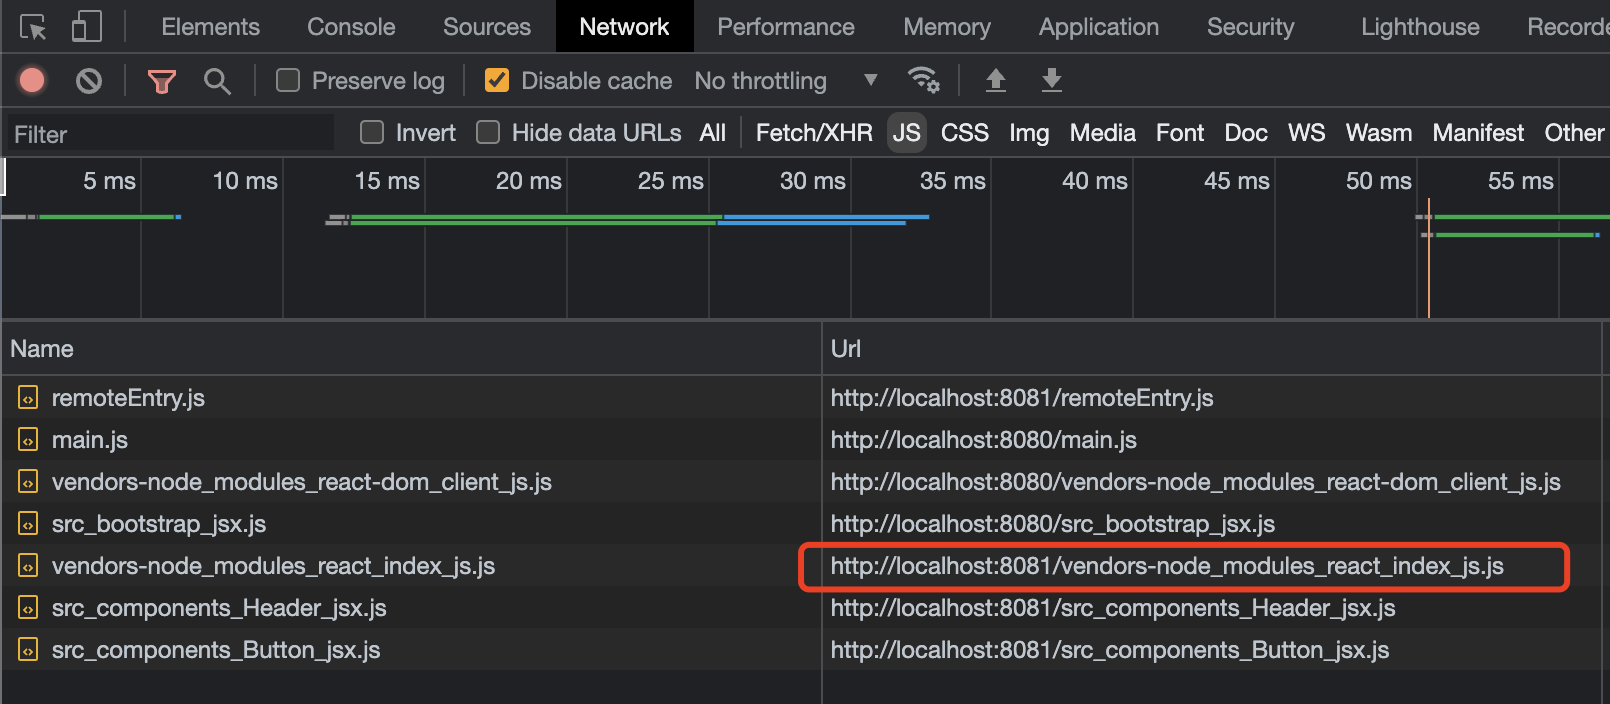 Elements Console Sources Network Performance Memory Application Security Lighthouse Recorde
Preserve log Disable cache No throttling
Filter Invert Hide data URLs All Fetch/XHR JS CSS Img Media Font Doc WS Wasm Manifest Other
5 ms 10 ms 15 ms 20 ms 25 ms 30 ms 35 ms 40 ms 45 ms 50 ms 55 ms
Name Url
remoteEntry.js http://localhost:8081/remoteEntry.js
main.js http://localhost:8080/main.js
vendors-node_modules_react-dom_client_js.js http://localhost:8080/vendors-node_modules_react-dom_client_js.js
src_bootstrap_jsx.js http://localhost:8080/src_bootstrap_jsx.js
vendors-node_modules_react_index_js.js http://localhost:8081/vendors-node_modules_react_index_js.js
src_components_Header_jsx.js http://localhost:8081/src_components_Header_jsx.js
src_components_Button_jsx.js http://localhost:8081/src_components_Button_jsx.js